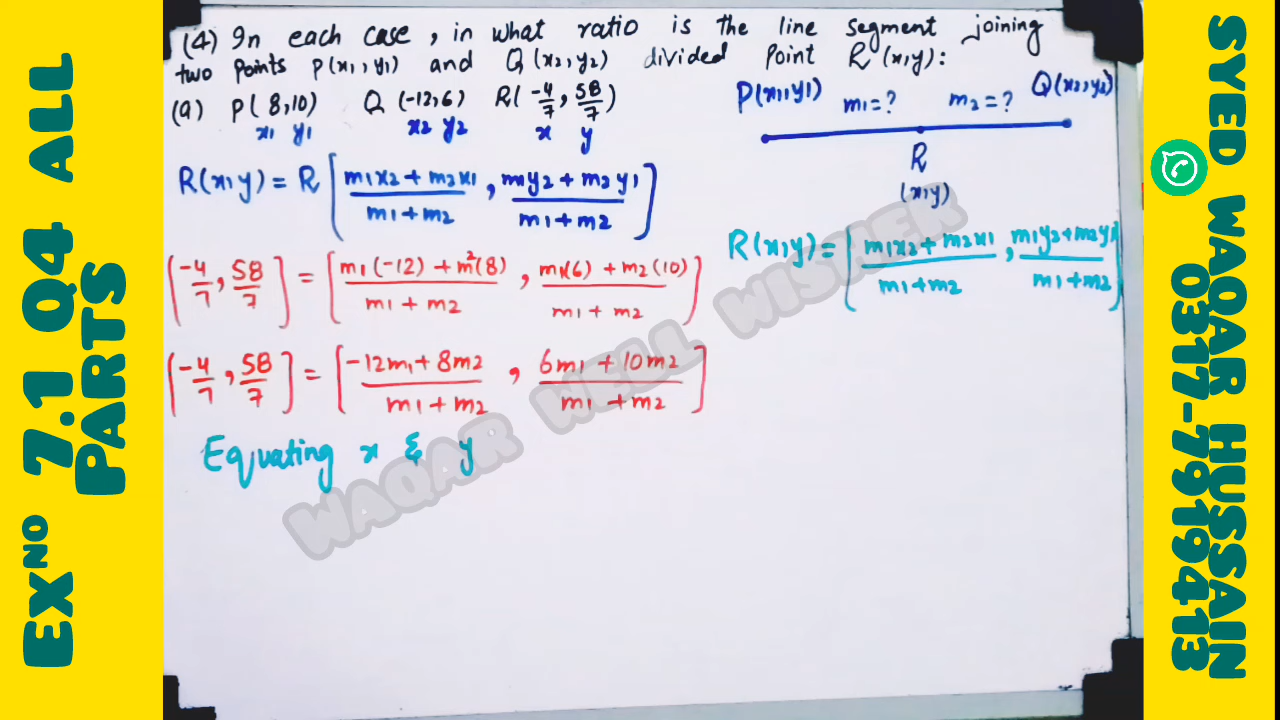 Ex^NO 7.1 Q4 ALL
PARTS
(4) In each case, in what ratio is the line segment joining
two points P(x1, y1) and Q(x2, y2) divided Point R(x,y):
(a) P(8,10) Q(-12,6) R(-4/7, 58/7)
x1 y1 x2 y2 x y
P(x1,y1) m1=? m2=? Q(x2,y2)
R
(x,y)
R(x,y) = R [m1x2 + m2x1 / m1+m2, m1y2 + m2y1 / m1+m2]
R(x,y) = [m1x2 + m2x1 / m1+m2, m1y2+m2y1 / m1+m2]
[-4/7, 58/7] = [m1(-12) + m2(8) / m1 + m2, m1(6) + m2(10) / m1 + m2]
[-4/7, 58/7] = [-12m1 + 8m2 / m1 + m2, 6m1 + 10m2 / m1 + m2]
Equating x & y
WAQAR WELL WISHER
SYED WAQAR HUSSAIN
0317-7919413